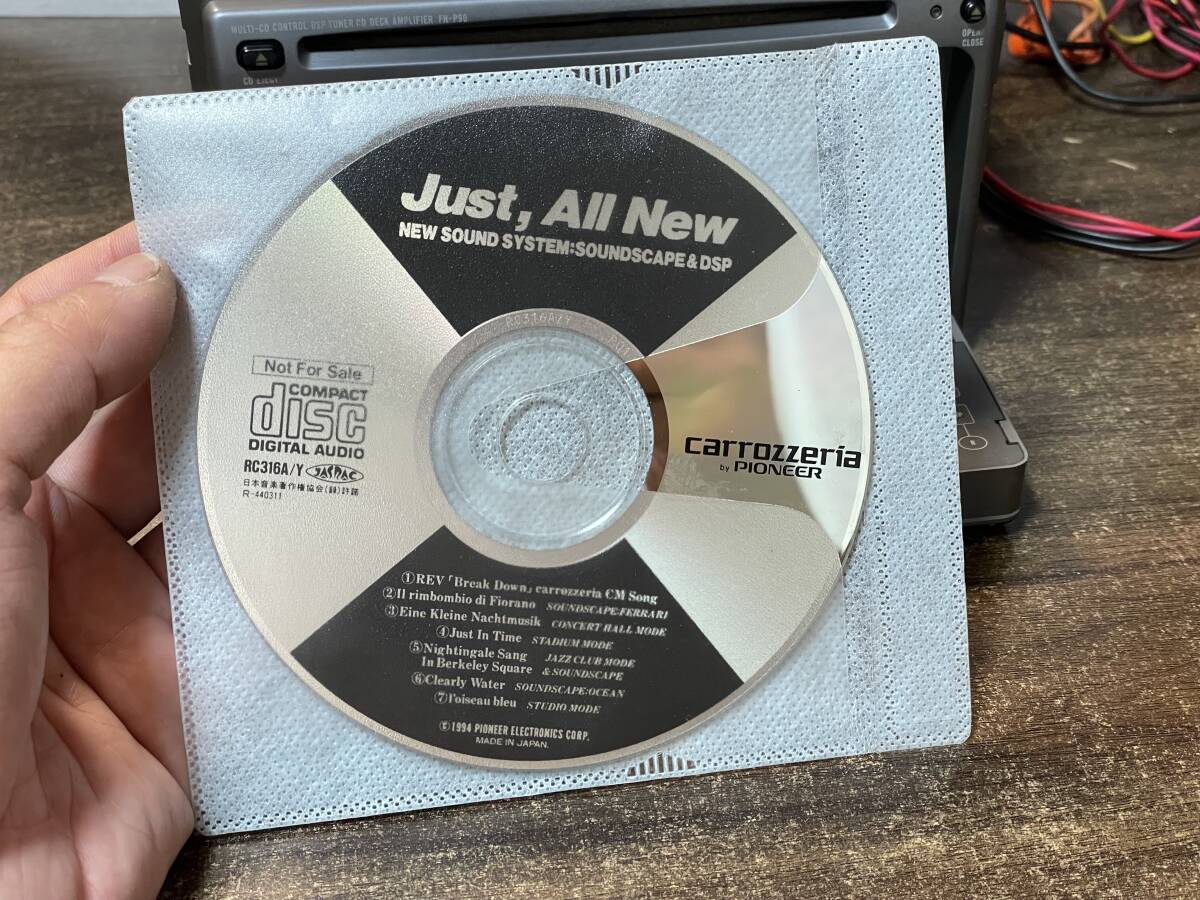 MULTI-CD CONTROL DSP TUNER CD DECK AMPLIFIER FH-P90
CD EJECT
OPEN/
CLOSE
Just, All New
NEW SOUND SYSTEM:SOUNDSCAPE & DSP
RC316A/Y
Not For Sale
COMPACT
disc
DIGITAL AUDIO
RC316A/Y JASRAC
日本音楽著作権協会(録)許諾
R-440311
carrozzeria
by PIONEER
①REV「Break Down」carrozzeria CM Song
②Il rimbombio di Fiorano SOUNDSCAPE:FERRARI
③Eine Kleine Nachtmusik CONCERT HALL MODE
④Just In Time STADIUM MODE
⑤Nightingale Sang JAZZ CLUB MODE
In Berkeley Square & SOUNDSCAPE
⑥Clearly Water SOUNDSCAPE:OCEAN
⑦l'oiseau bleu STUDIO MODE
©1994 PIONEER ELECTRONICS CORP.
MADE IN JAPAN.